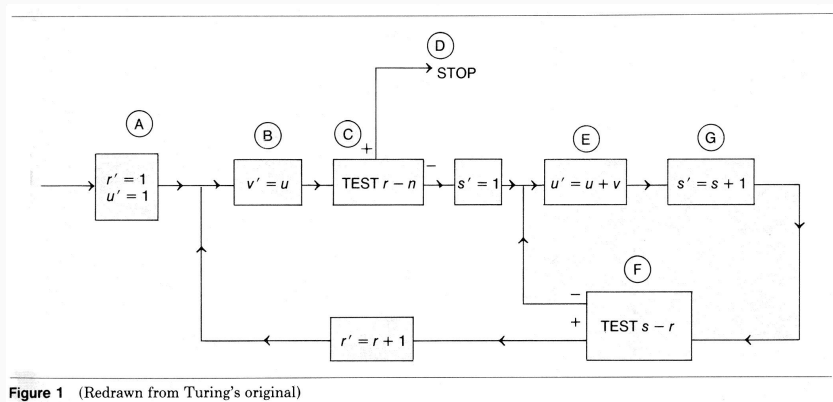 D
STOP
A
B
C
E
G
+
−
r′ = 1
u′ = 1
v′ = u
TEST r − n
s′ = 1
u′ = u + v
s′ = s + 1
F
−
+
TEST s − r
r′ = r + 1
Figure 1 (Redrawn from Turing's original)